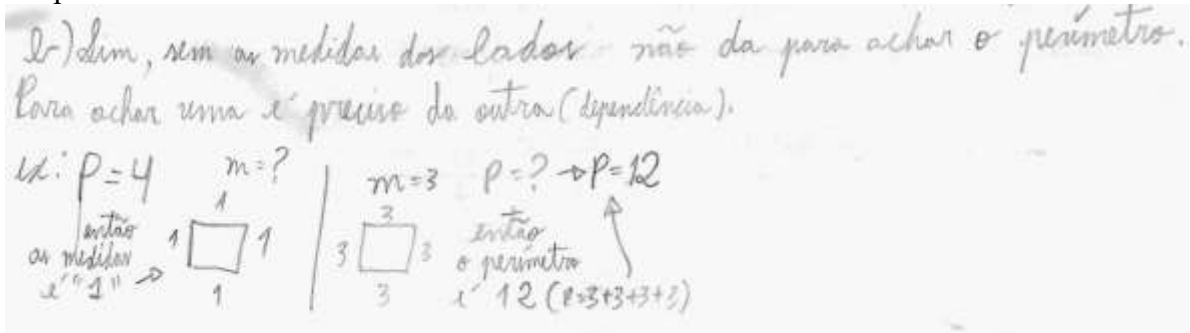 b-) Sim, sem as medidas dos lados não da para achar o perímetro.
Para achar uma é preciso da outra (dependência).
ex: P=4 m=?
1
1 1
1
então
as medidas
é "1" →
m=3 P=? → P=12
3
3 3
3
então
o perímetro
é 12 (P=3+3+3+3)